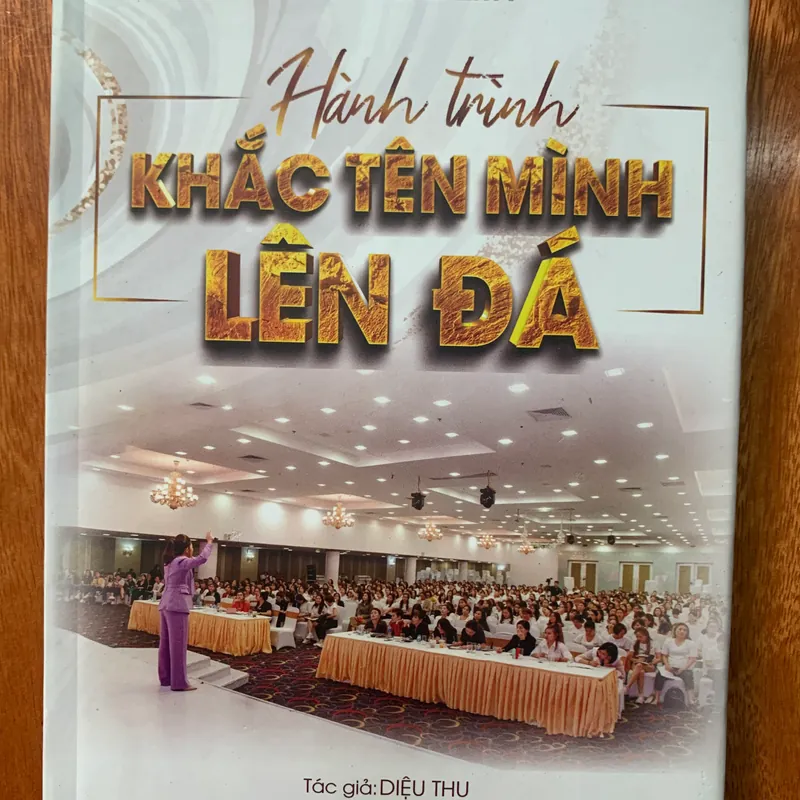 Hành trình
KHẮC TÊN MÌNH
LÊN ĐÁ
Tác giả: DIỆU THU